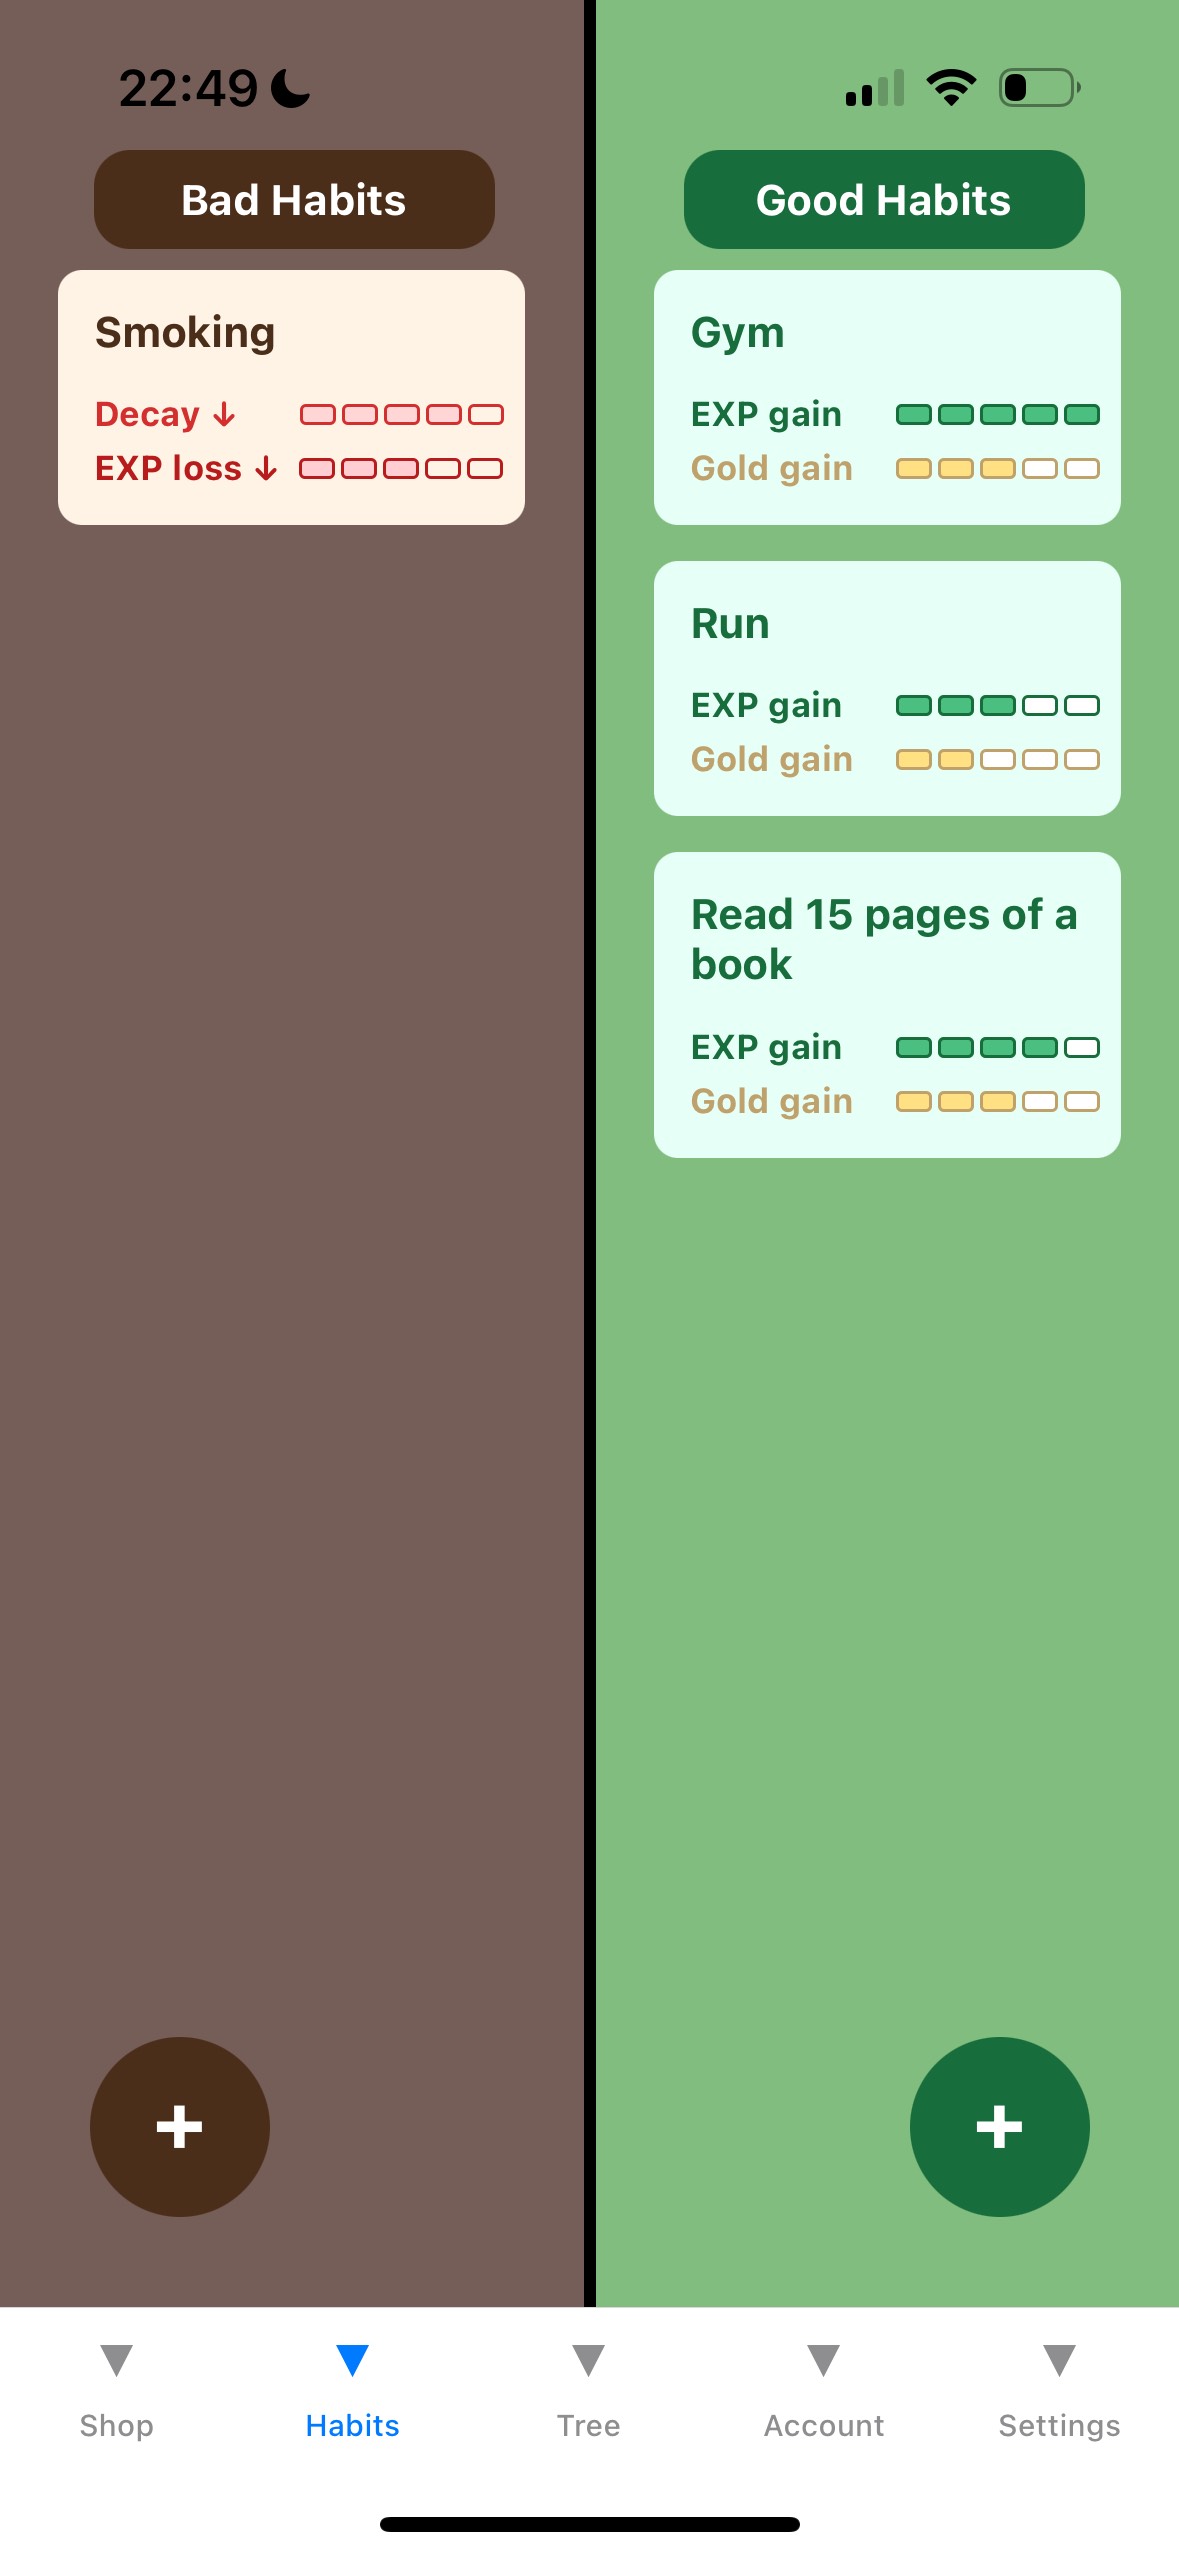 22:49
Bad Habits
Smoking
Decay ↓
EXP loss ↓
Good Habits
Gym
EXP gain
Gold gain
Run
EXP gain
Gold gain
Read 15 pages of a
book
EXP gain
Gold gain
+
+
Shop
Habits
Tree
Account
Settings